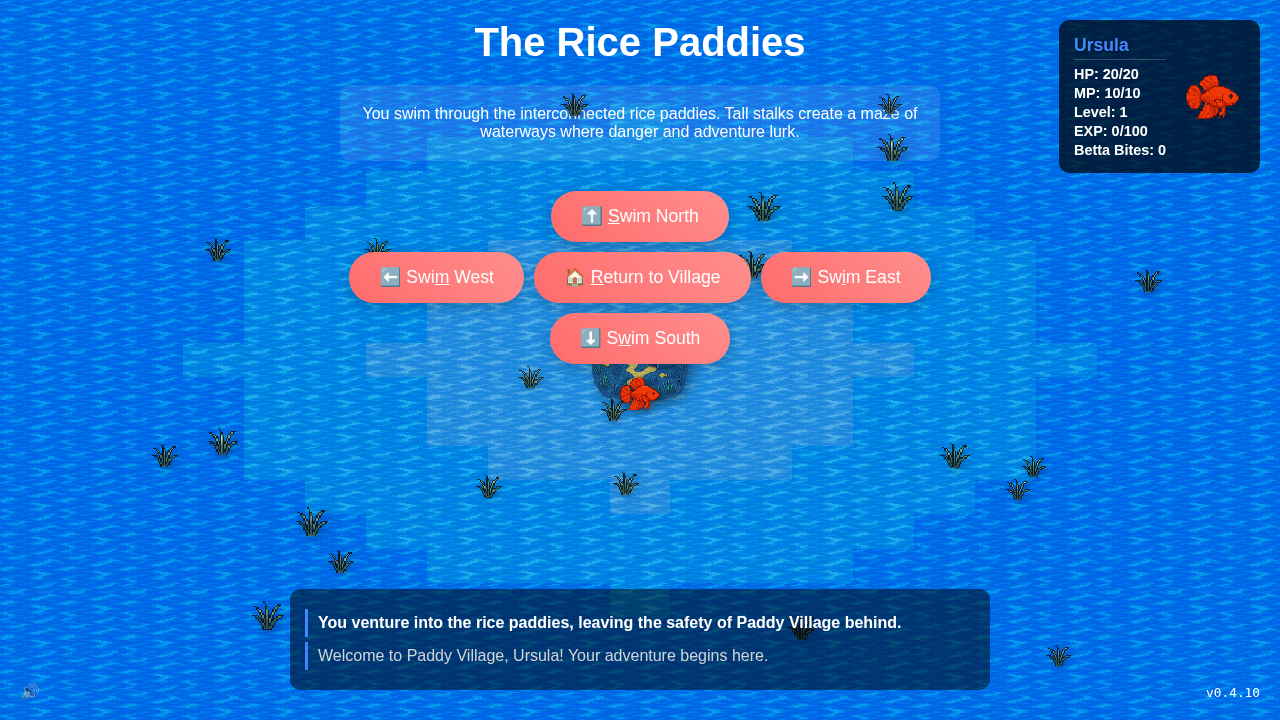 The Rice Paddies
You swim through the interconnected rice paddies. Tall stalks create a maze of
waterways where danger and adventure lurk.
Ursula
HP: 20/20
MP: 10/10
Level: 1
EXP: 0/100
Betta Bites: 0
⬆️ Swim North
⬅️ Swim West
🏠 Return to Village
➡️ Swim East
⬇️ Swim South
You venture into the rice paddies, leaving the safety of Paddy Village behind.
Welcome to Paddy Village, Ursula! Your adventure begins here.
v0.4.10